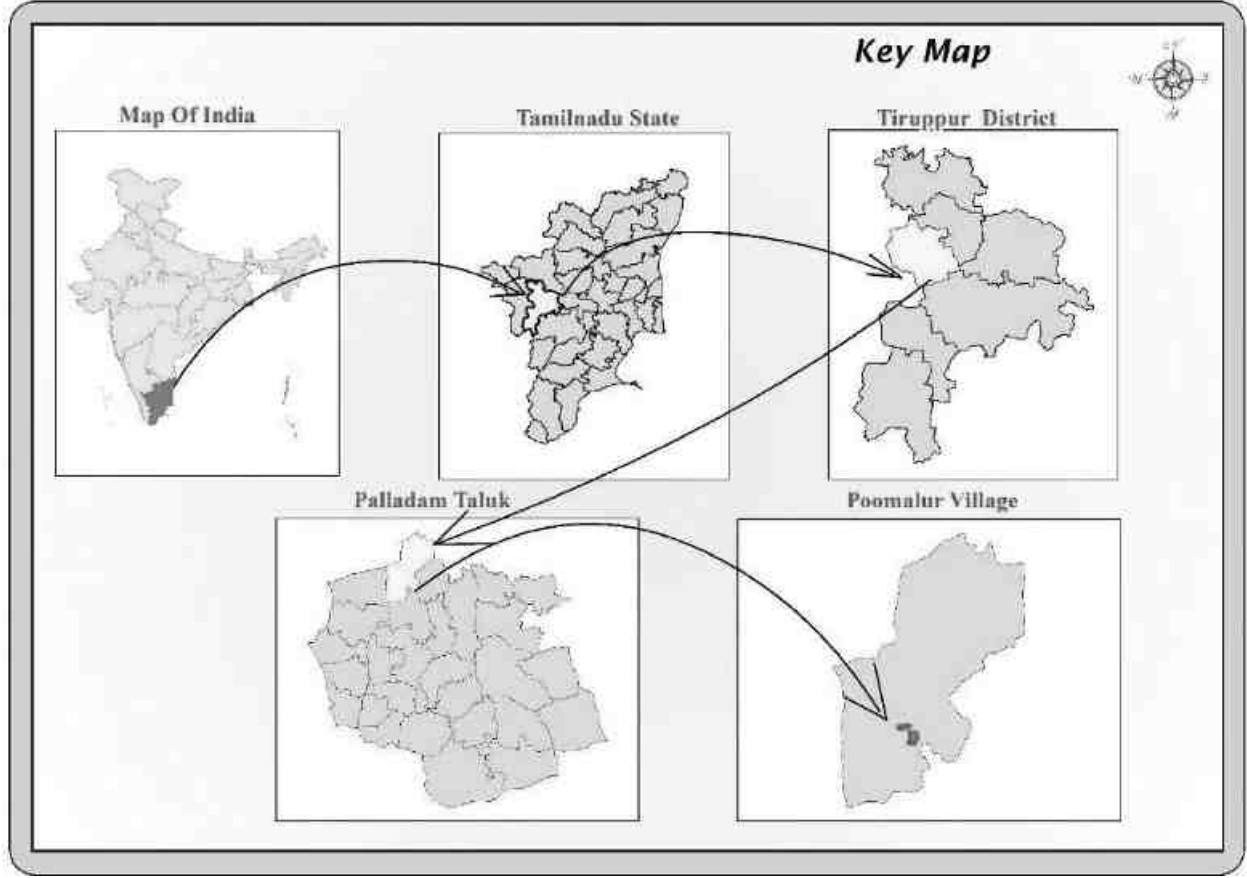 Key Map
Map Of India
Tamilnadu State
Tiruppur District
Palladam Taluk
Poomalur Village